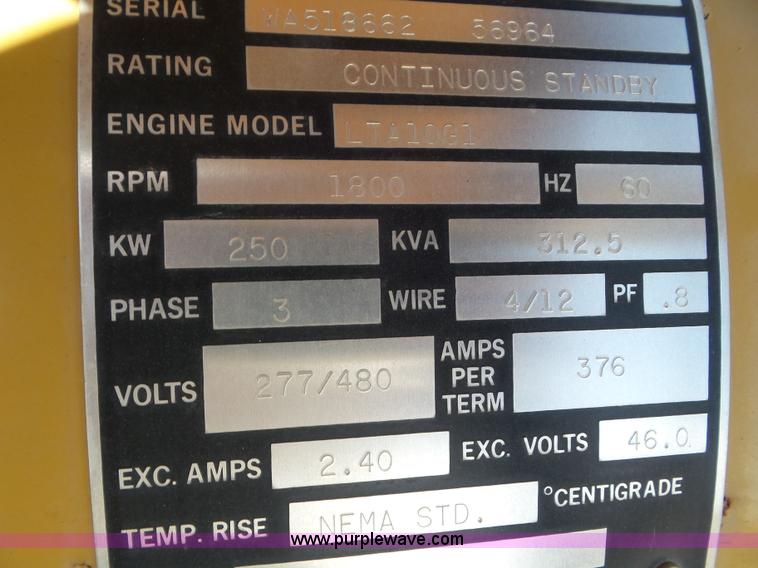 SERIAL WA518662 56964
RATING CONTINUOUS STANDBY
ENGINE MODEL LTA10G1
RPM 1800 HZ 60
KW 250 KVA 312.5
PHASE 3 WIRE 4/12 PF .8
VOLTS 277/480 AMPS PER TERM 376
EXC. AMPS 2.40 EXC. VOLTS 46.0
TEMP. RISE NEMA STD. °CENTIGRADE
www.purplewave.com